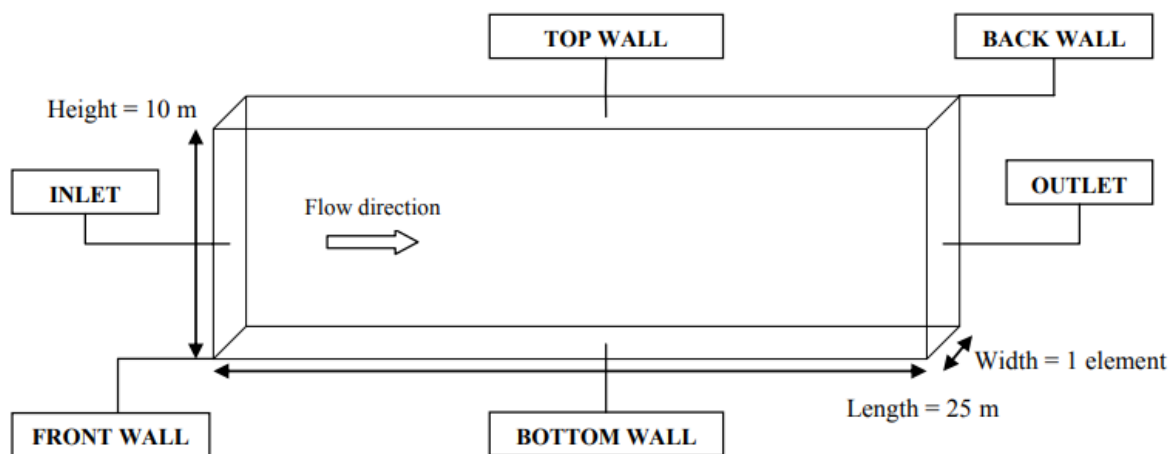 TOP WALL
BACK WALL
Height = 10 m
INLET
OUTLET
Flow direction
Width = 1 element
Length = 25 m
FRONT WALL
BOTTOM WALL